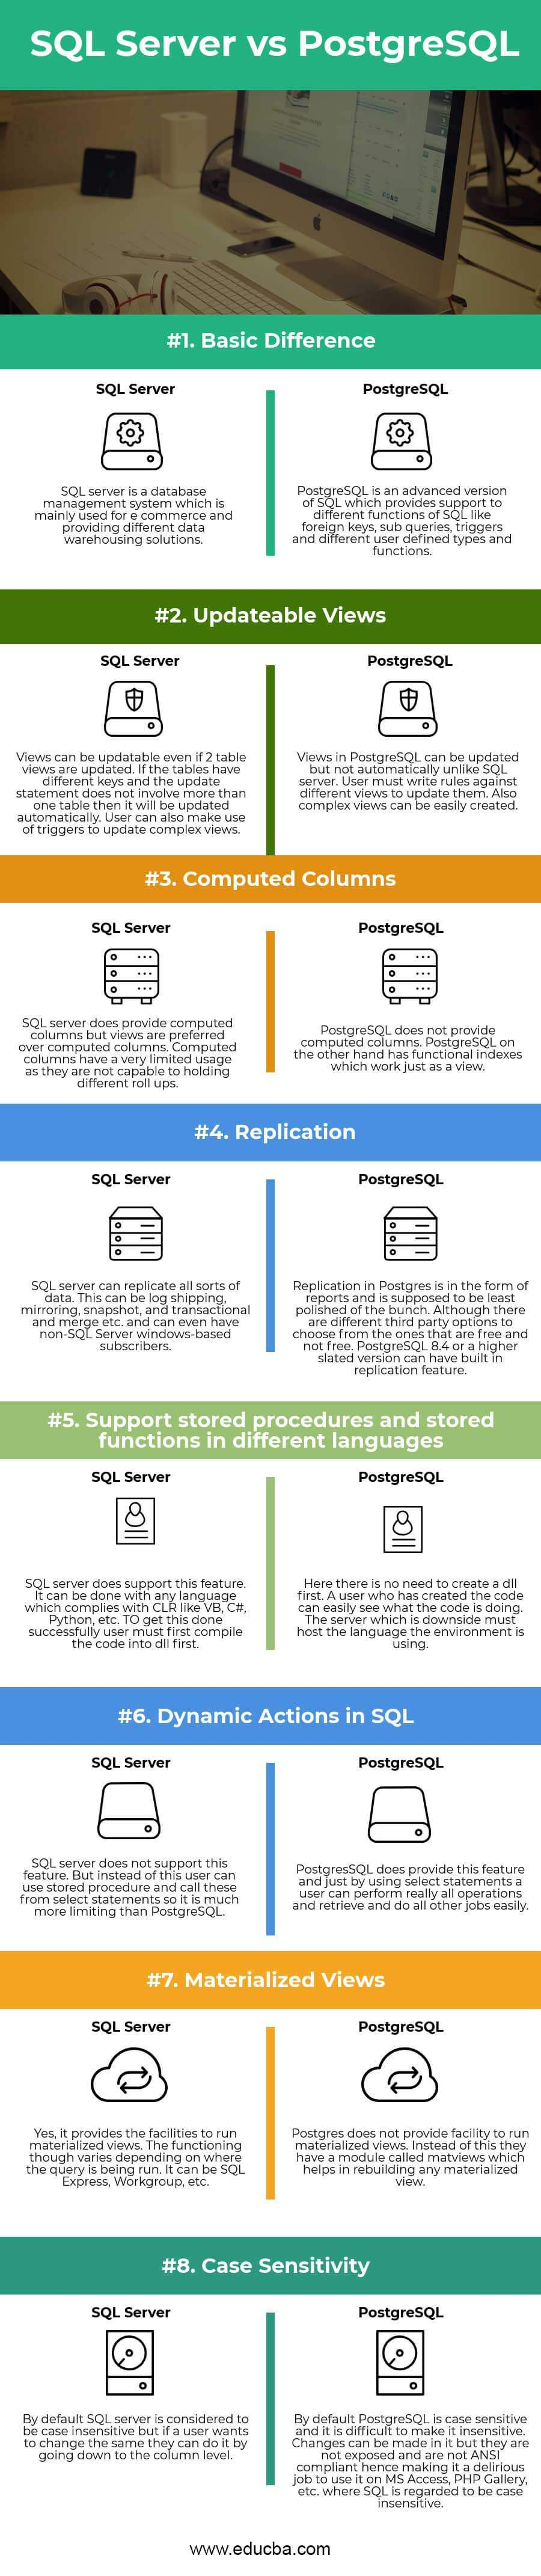 SQL Server vs PostgreSQL
#1. Basic Difference
SQL Server
SQL server is a database
management system which is
mainly used for e commerce and
providing different data
warehousing solutions.
PostgreSQL
PostgreSQL is an advanced version
of SQL which provides support to
different functions of SQL like
foreign keys, sub queries, triggers
and different user defined types and
functions.
#2. Updateable Views
SQL Server
Views can be updatable even if 2 table
views are updated. If the tables have
different keys and the update
statement does not involve more than
one table then it will be updated
automatically. User can also make use
of triggers to update complex views.
PostgreSQL
Views in PostgreSQL can be updated
but not automatically unlike SQL
server. User must write rules against
different views to update them. Also
complex views can be easily created.
#3. Computed Columns
SQL Server
SQL server does provide computed
columns but views are preferred
over computed columns. Computed
columns have a very limited usage
as they are not capable to holding
different roll ups.
PostgreSQL
PostgreSQL does not provide
computed columns. PostgreSQL on
the other hand has functional indexes
which work just as a view.
#4. Replication
SQL Server
SQL server can replicate all sorts of
data. This can be log shipping,
mirroring, snapshot, and transactional
and merge etc. and can even have
non-SQL Server windows-based
subscribers.
PostgreSQL
Replication in Postgres is in the form of
reports and is supposed to be least
polished of the bunch. Although there
are different third party options to
choose from the ones that are free and
not free. PostgreSQL 8.4 or a higher
slated version can have built in
replication feature.
#5. Support stored procedures and stored
functions in different languages
SQL Server
SQL server does support this feature.
It can be done with any language
which complies with CLR like VB, C#,
Python, etc. TO get this done
successfully user must first compile
the code into dll first.
PostgreSQL
Here there is no need to create a dll
first. A user who has created the code
can easily see what the code is doing.
The server which is downside must
host the language the environment is
using.
#6. Dynamic Actions in SQL
SQL Server
SQL server does not support this
feature. But instead of this user can
use stored procedure and call these
from select statements so it is much
more limiting than PostgreSQL.
PostgreSQL
PostgresSQL does provide this feature
and just by using select statements a
user can perform really all operations
and retrieve and do all other jobs easily.
#7. Materialized Views
SQL Server
Yes, it provides the facilities to run
materialized views. The functioning
though varies depending on where
the query is being run. It can be SQL
Express, Workgroup, etc.
PostgreSQL
Postgres does not provide facility to run
materialized views. Instead of this they
have a module called matviews which
helps in rebuilding any materialized
view.
#8. Case Sensitivity
SQL Server
By default SQL server is considered to
be case insensitive but if a user wants
to change the same they can do it by
going down to the column level.
PostgreSQL
By default PostgreSQL is case sensitive
and it is difficult to make it insensitive.
Changes can be made in it but they are
not exposed and are not ANSI
compliant hence making it a delirious
job to use it on MS Access, PHP Gallery,
etc. where SQL is regarded to be case
insensitive.
www.educba.com